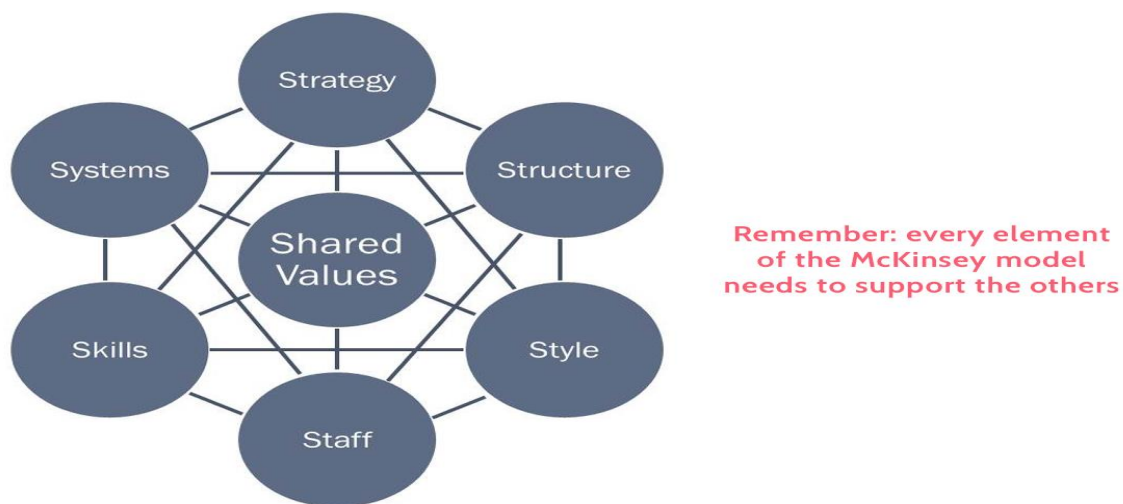 Strategy
Systems
Structure
Shared
Values
Skills
Style
Staff
Remember: every element
of the McKinsey model
needs to support the others